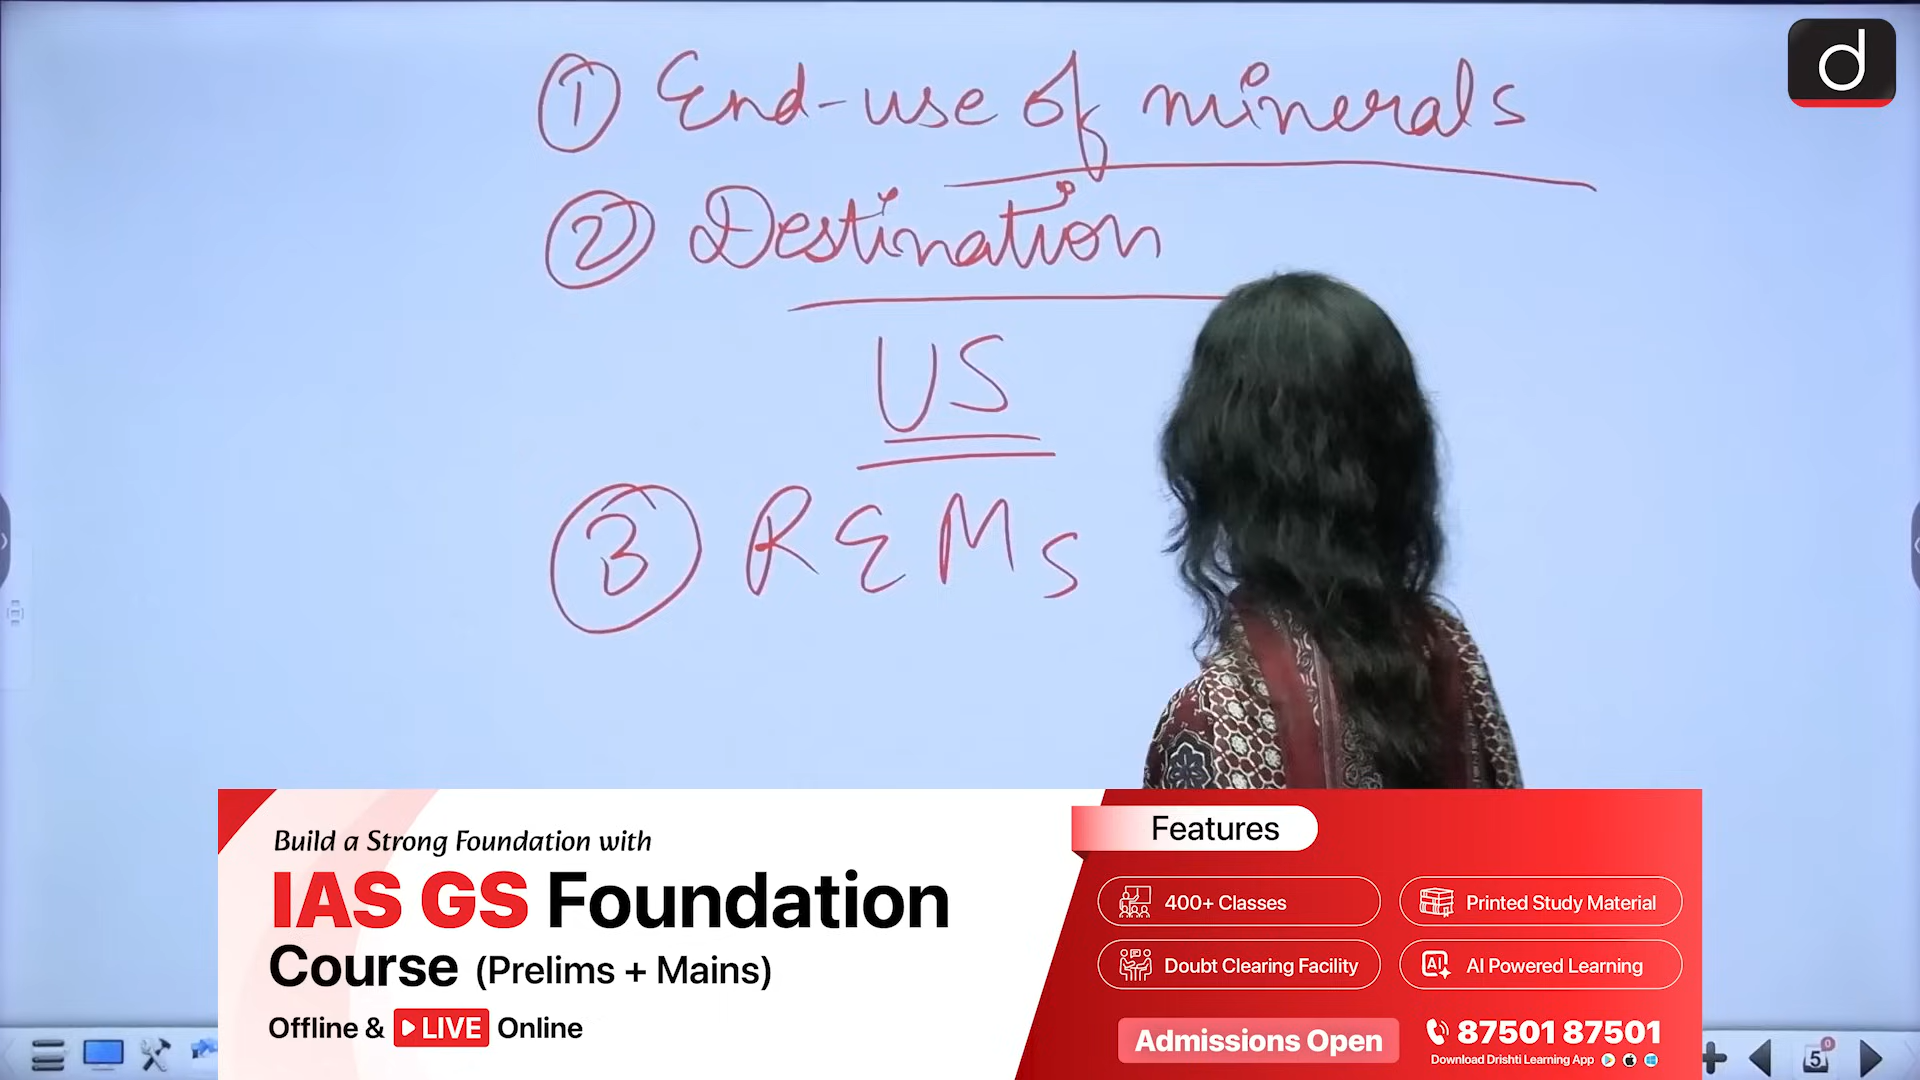 d
① End-use of minerals
② Destination
US
③ REMs
Build a Strong Foundation with
IAS GS Foundation
Course (Prelims + Mains)
Offline & LIVE Online
Features
400+ Classes
Printed Study Material
Doubt Clearing Facility
AI Powered Learning
Admissions Open
87501 87501
Download Drishti Learning App
5
0